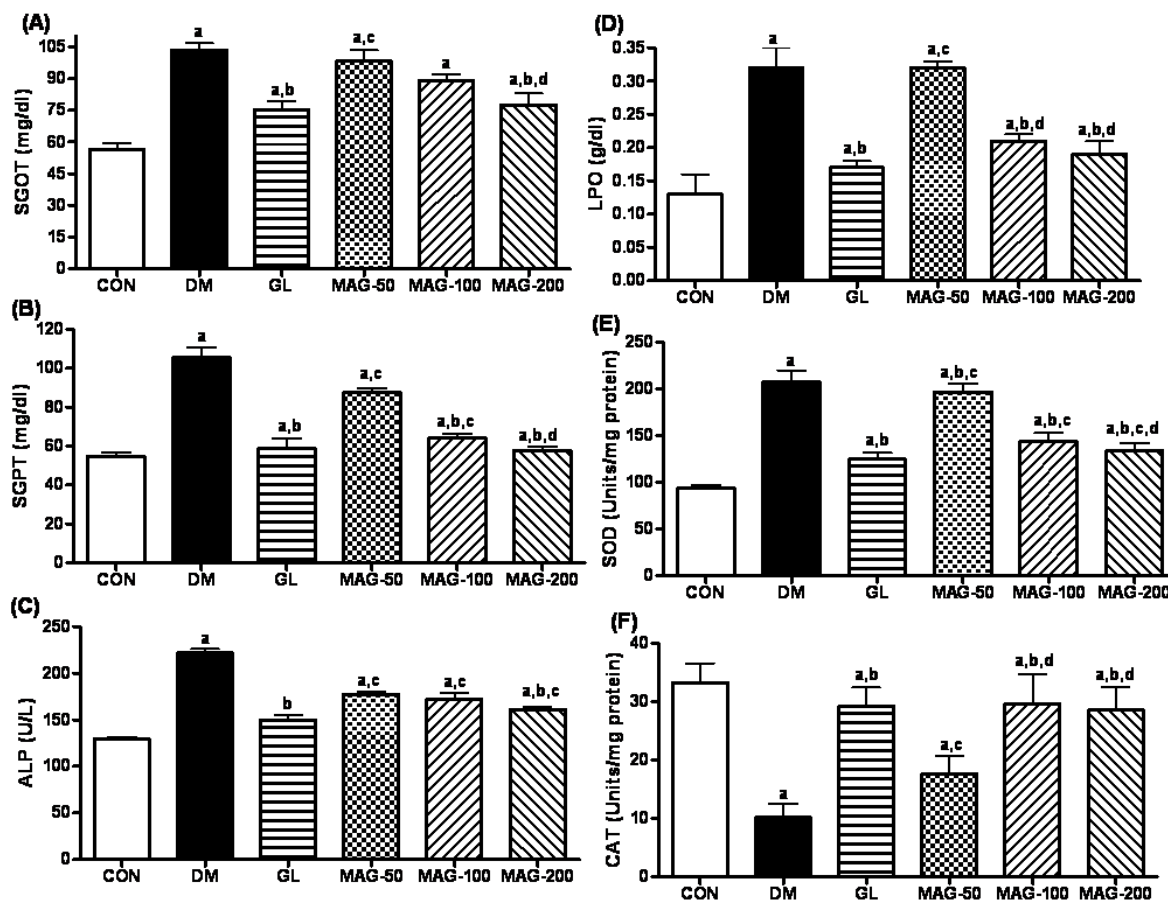 (A)
SGOT (mg/dl)
105
90
75
60
45
30
15
0
a
a,b
a,c
a
a,b,d
CON DM GL MAG-50 MAG-100 MAG-200
(B)
SGPT (mg/dl)
120
100
80
60
40
20
0
a
a,b
a,c
a,b,c
a,b,d
CON DM GL MAG-50 MAG-100 MAG-200
(C)
ALP (U/L)
250
200
150
100
50
0
a
b
a,c
a,c
a,b,c
CON DM GL MAG-50 MAG-100 MAG-200
(D)
LPO (g/dl)
0.35
0.30
0.25
0.20
0.15
0.10
0.05
0.00
a
a,b
a,c
a,b,d
a,b,d
CON DM GL MAG-50 MAG-100 MAG-200
(E)
SOD (Units/mg protein)
250
200
150
100
50
0
a
a,b
a,b,c
a,b,c
a,b,c,d
CON DM GL MAG-50 MAG-100 MAG-200
(F)
CAT (Units/mg protein)
40
30
20
10
0
a
a,b
a,c
a,b,d
a,b,d
CON DM GL MAG-50 MAG-100 MAG-200